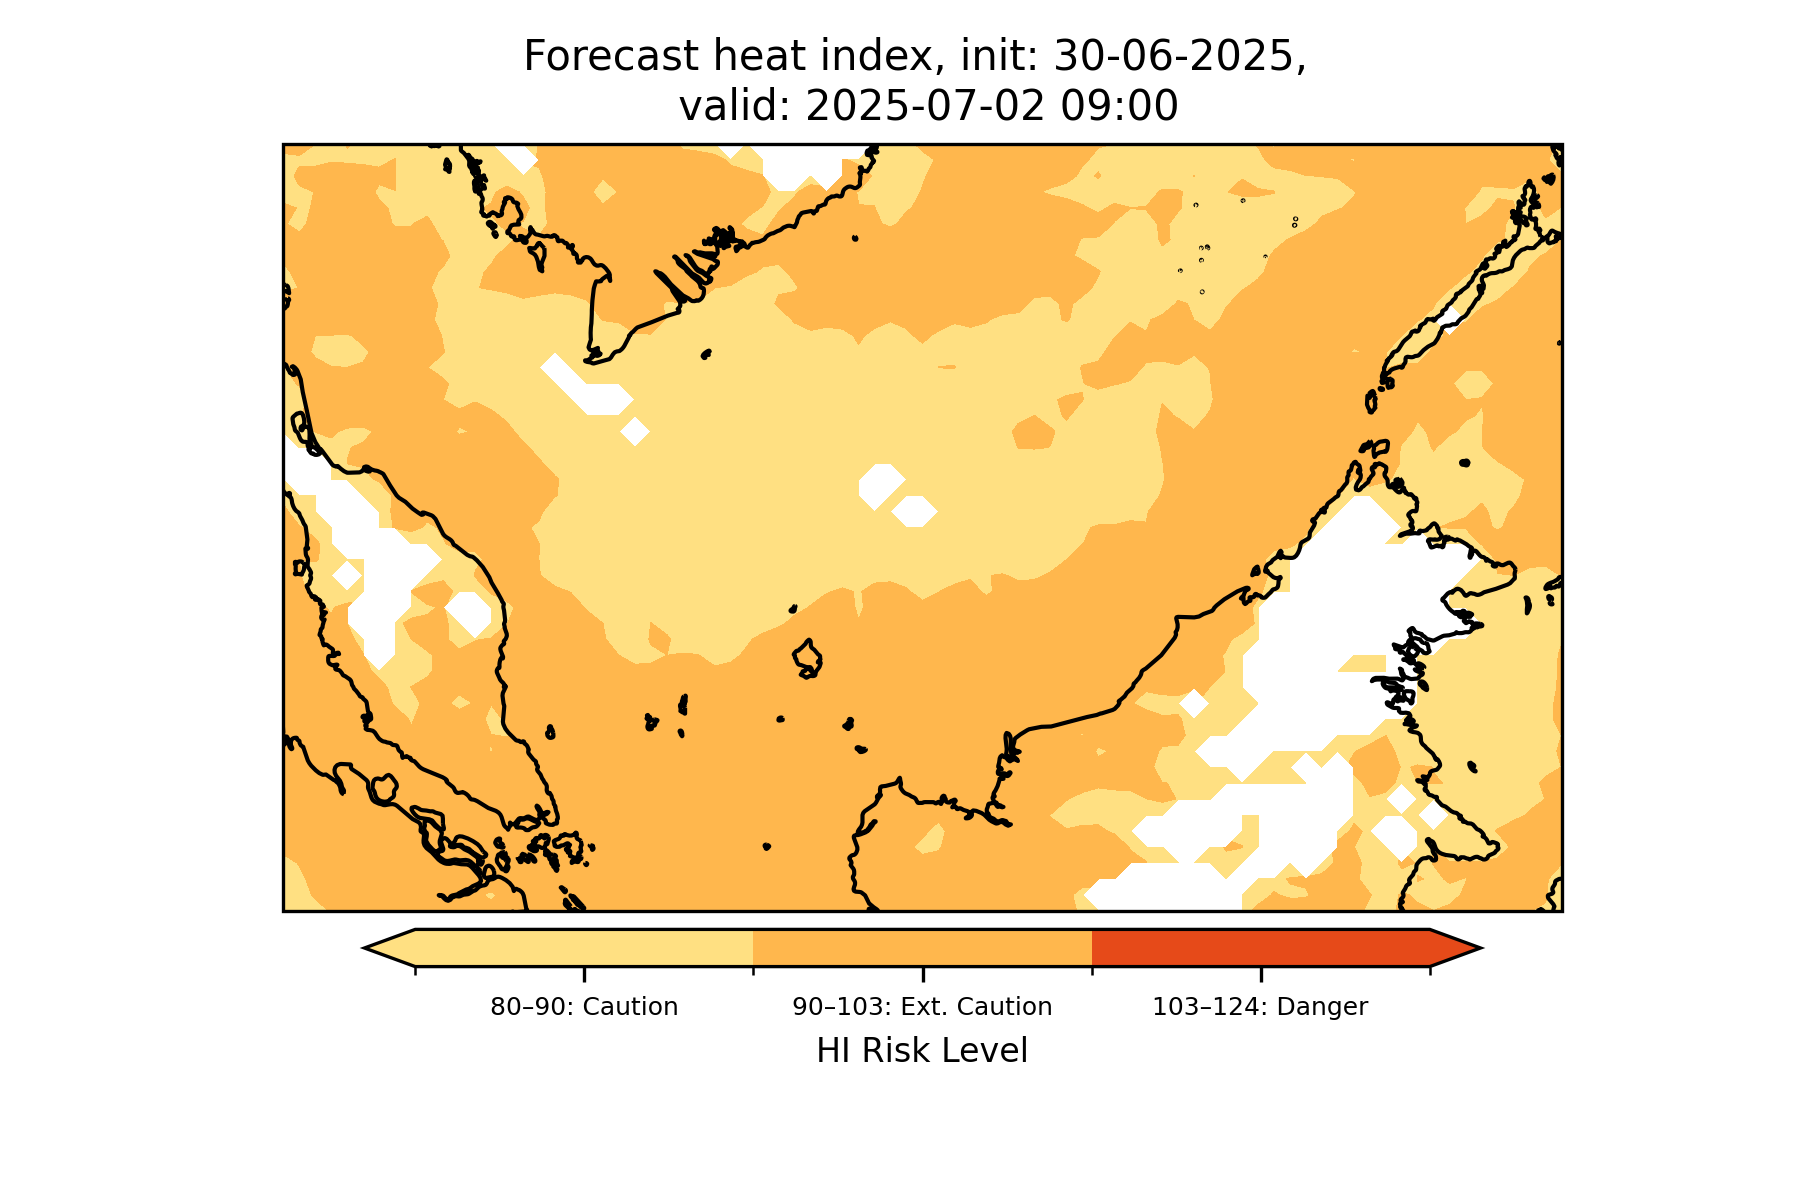 Forecast heat index, init: 30-06-2025,
valid: 2025-07-02 09:00
80–90: Caution
90–103: Ext. Caution
103–124: Danger
HI Risk Level